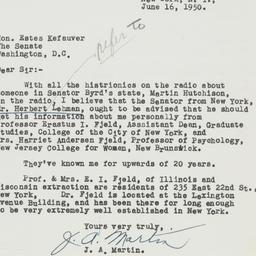 New York, N. Y.
June 16, 1950.
refer to
Hon. Estes Kefauver
The Senate
Washington, D.C.
Dear Sir:-
With all the histrionics on the radio about
someone in Senator Byrd's state, Martin Hutchison,
on the radio, I believe that the Senator from New York,
Mr. Herbert Lehman, ought to be advised that he should
get his information about me personally from
Professor Erastus I. Fjeld, Assistant Dean, Graduate
Studies, College of the City of New York, and
Mrs. Harriet Andersen Fjeld, Professor of Psychology,
New Jersey College for Women, New Brunswick.
They've known me for upwards of 20 years.
Prof. & Mrs. E. I. Fjeld, of Illinois and
Wisconsin extraction are residents of 235 East 22nd St.,
New York, Dr. Fjeld is located at the Lexington
Avenue Building, and has been there for long enough
to be very extremely well established in New York.
Yours very truly,
J. A. Martin
J. A. Martin.